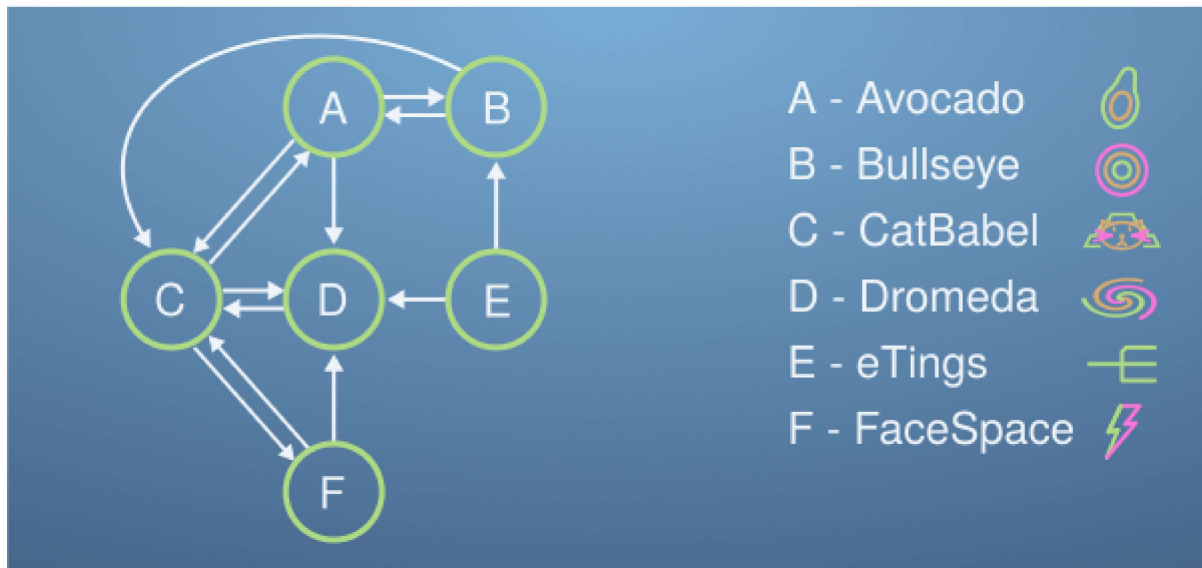 A
B
C
D
E
F
A - Avocado
B - Bullseye
C - CatBabel
D - Dromeda
E - eTings
F - FaceSpace